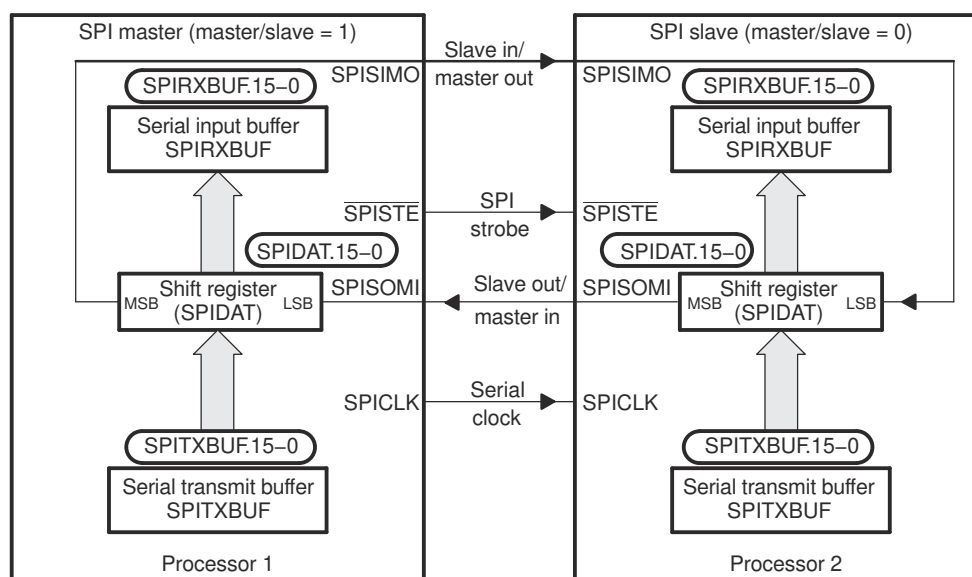 SPI master (master/slave = 1)
SPIRXBUF.15–0
Serial input buffer
SPIRXBUF
SPISIMO
SPISTE
SPIDAT.15–0
SPISOMI
MSB
Shift register
(SPIDAT)
LSB
SPICLK
SPITXBUF.15–0
Serial transmit buffer
SPITXBUF
Processor 1
Slave in/
master out
SPI
strobe
Slave out/
master in
Serial
clock
SPI slave (master/slave = 0)
SPISIMO
SPIRXBUF.15–0
Serial input buffer
SPIRXBUF
SPISTE
SPIDAT.15–0
SPISOMI
MSB
Shift register
(SPIDAT)
LSB
SPICLK
SPITXBUF.15–0
Serial transmit buffer
SPITXBUF
Processor 2